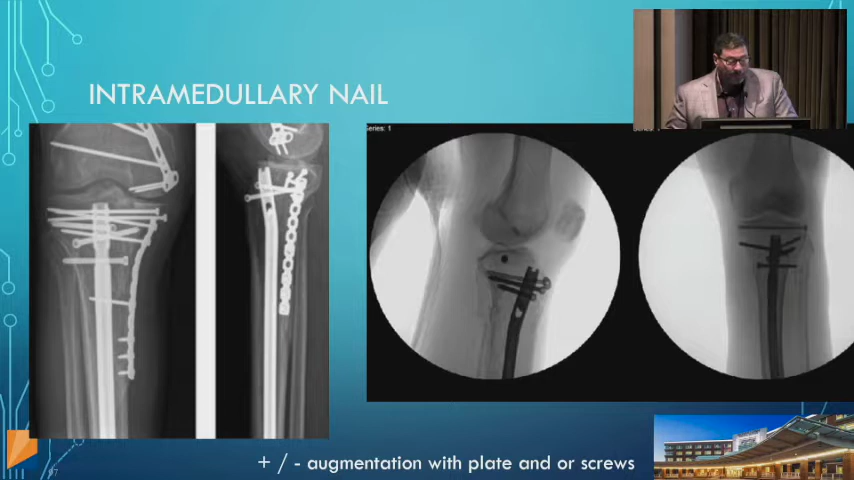 INTRAMEDULLARY NAIL
Series: 1
+ / - augmentation with plate and or screws